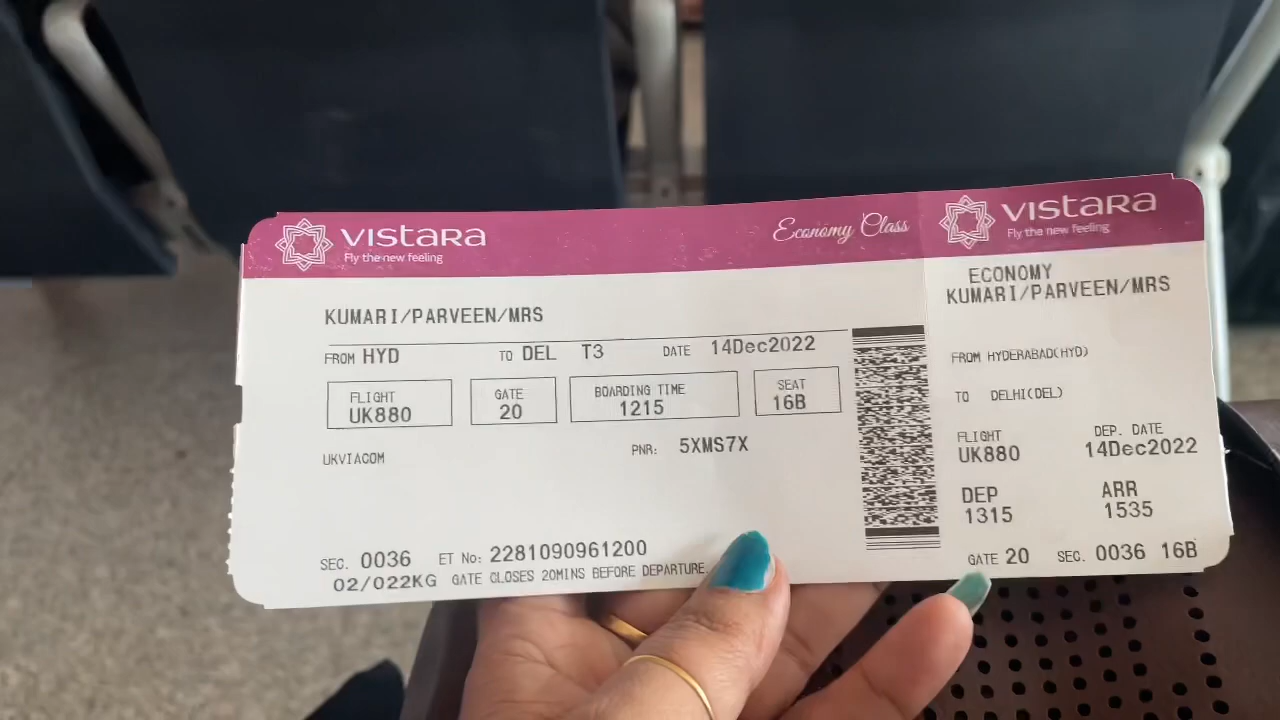 VISTARA
Fly the new feeling
Economy Class
KUMARI/PARVEEN/MRS
FROM HYD TO DEL T3 DATE 14Dec2022
FLIGHT GATE BOARDING TIME SEAT
UK880 20 1215 16B
UKVIACOM PNR: 5XMS7X
SEC. 0036 ET No: 2281090961200
02/022KG GATE CLOSES 20MINS BEFORE DEPARTURE.
VISTARA
Fly the new feeling
ECONOMY
KUMARI/PARVEEN/MRS
FROM HYDERABAD(HYD)
TO DELHI(DEL)
FLIGHT DEP. DATE
UK880 14Dec2022
DEP ARR
1315 1535
GATE 20 SEC. 0036 16B